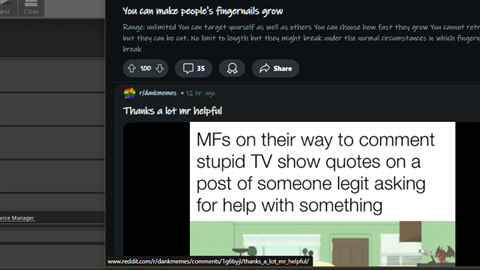 Next
Close
You can make people's fingernails grow
Range: unlimited You can target yourself as well as others You can choose how fast they grow You cannot retr
but they can be cut. No limit to length but they might break under the normal circumstances in which fingern
break
100
35
Share
r/dankmemes • 12 hr. ago
Thanks a lot mr helpful
MFs on their way to comment
stupid TV show quotes on a
post of someone legit asking
for help with something
vice Manager.
www.reddit.com/r/dankmemes/comments/1g6byjl/thanks_a_lot_mr_helpful/